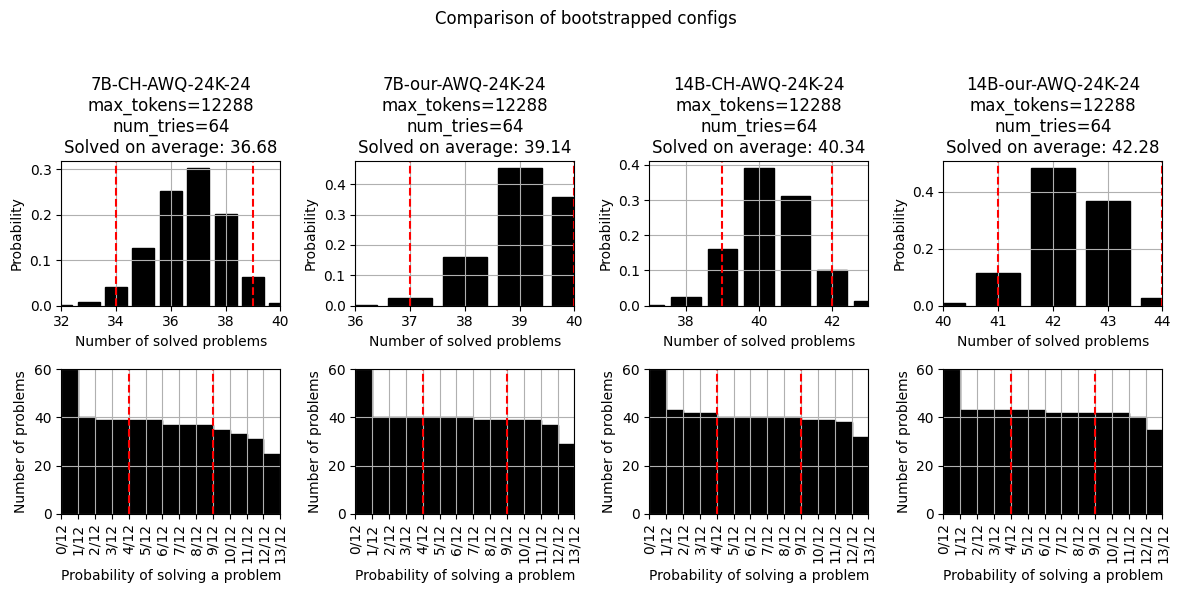 Comparison of bootstrapped configs
7B-CH-AWQ-24K-24
max_tokens=12288
num_tries=64
Solved on average: 36.68
7B-our-AWQ-24K-24
max_tokens=12288
num_tries=64
Solved on average: 39.14
14B-CH-AWQ-24K-24
max_tokens=12288
num_tries=64
Solved on average: 40.34
14B-our-AWQ-24K-24
max_tokens=12288
num_tries=64
Solved on average: 42.28
Probability
0.3
0.2
0.1
0.0
32 34 36 38 40
Number of solved problems
Probability
0.4
0.3
0.2
0.1
0.0
36 37 38 39 40
Number of solved problems
Probability
0.4
0.3
0.2
0.1
0.0
38 40 42
Number of solved problems
Probability
0.4
0.2
0.0
40 41 42 43 44
Number of solved problems
Number of problems
60
40
20
0
0/12 1/12 2/12 3/12 4/12 5/12 6/12 7/12 8/12 9/12 10/12 11/12 12/12 13/12
Probability of solving a problem
Number of problems
60
40
20
0
0/12 1/12 2/12 3/12 4/12 5/12 6/12 7/12 8/12 9/12 10/12 11/12 12/12 13/12
Probability of solving a problem
Number of problems
60
40
20
0
0/12 1/12 2/12 3/12 4/12 5/12 6/12 7/12 8/12 9/12 10/12 11/12 12/12 13/12
Probability of solving a problem
Number of problems
60
40
20
0
0/12 1/12 2/12 3/12 4/12 5/12 6/12 7/12 8/12 9/12 10/12 11/12 12/12 13/12
Probability of solving a problem